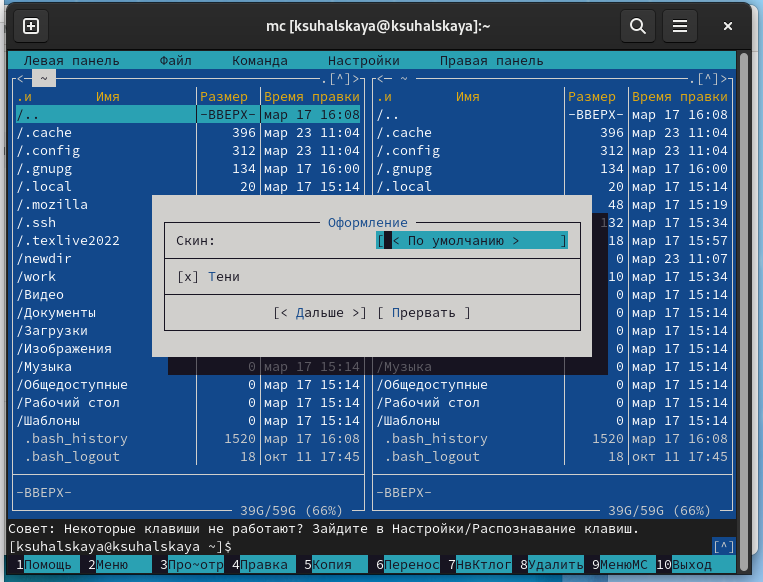 mc [ksuhalskaya@ksuhalskaya]:~
Левая панель Файл Команда Настройки Правая панель
<- ~ .[^]> <- ~ .[^]>
.и Имя Размер Время правки .и Имя Размер Время правки
/.. -ВВЕРХ- мар 17 16:08 /.. -ВВЕРХ- мар 17 16:08
/.cache 396 мар 23 11:04 /.cache 396 мар 23 11:04
/.config 312 мар 23 11:04 /.config 312 мар 23 11:04
/.gnupg 134 мар 17 16:00 /.gnupg 134 мар 17 16:00
/.local 20 мар 17 15:14 /.local 20 мар 17 15:14
/.mozilla 48 мар 17 15:19
/.ssh Оформление 132 мар 17 15:34
/.texlive2022 Скин: [ < По умолчанию > ] 18 мар 17 15:57
/newdir 0 мар 23 11:07
/work [x] Тени 10 мар 17 15:34
/Видео 0 мар 17 15:14
/Документы [< Дальше >] [ Прервать ] 0 мар 17 15:14
/Загрузки 0 мар 17 15:14
/Изображения 0 мар 17 15:14
/Музыка 0 мар 17 15:14 /Музыка 0 мар 17 15:14
/Общедоступные 0 мар 17 15:14 /Общедоступные 0 мар 17 15:14
/Рабочий стол 0 мар 17 15:14 /Рабочий стол 0 мар 17 15:14
/Шаблоны 0 мар 17 15:14 /Шаблоны 0 мар 17 15:14
.bash_history 1520 мар 17 16:08 .bash_history 1520 мар 17 16:08
.bash_logout 18 окт 11 17:45 .bash_logout 18 окт 11 17:45
-ВВЕРХ- -ВВЕРХ-
39G/59G (66%) 39G/59G (66%)
Совет: Некоторые клавиши не работают? Зайдите в Настройки/Распознавание клавиш.
[ksuhalskaya@ksuhalskaya ~]$ [^]
1Помощь 2Меню 3Про~отр 4Правка 5Копия 6Перенос 7НвКтлог 8Удалить 9МенюМС 10Выход